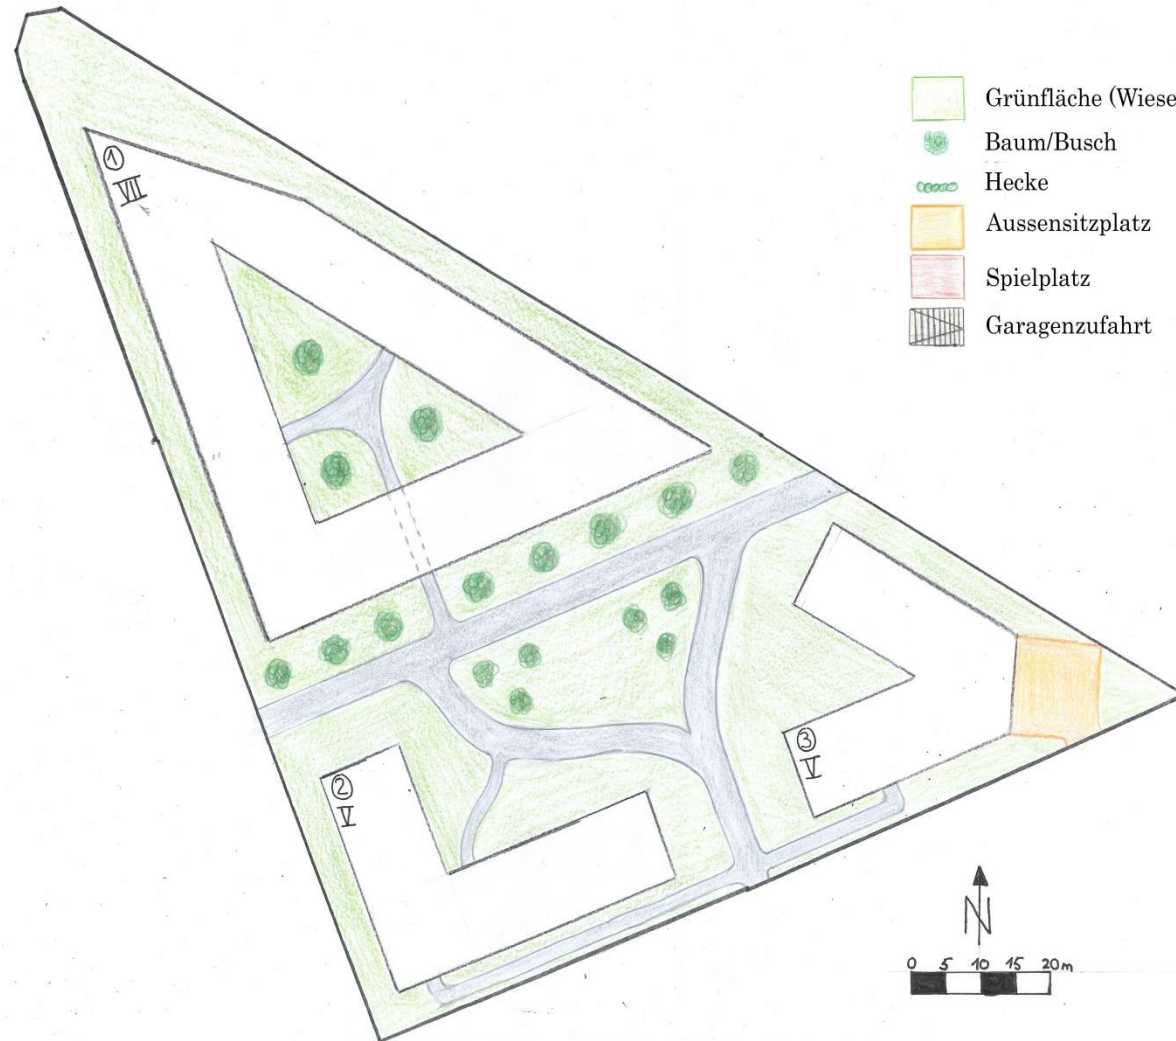 Grünfläche (Wiese
Baum/Busch
Hecke
Aussensitzplatz
Spielplatz
Garagenzufahrt
1
VII
2
V
3
V
N
0 5 10 15 20m